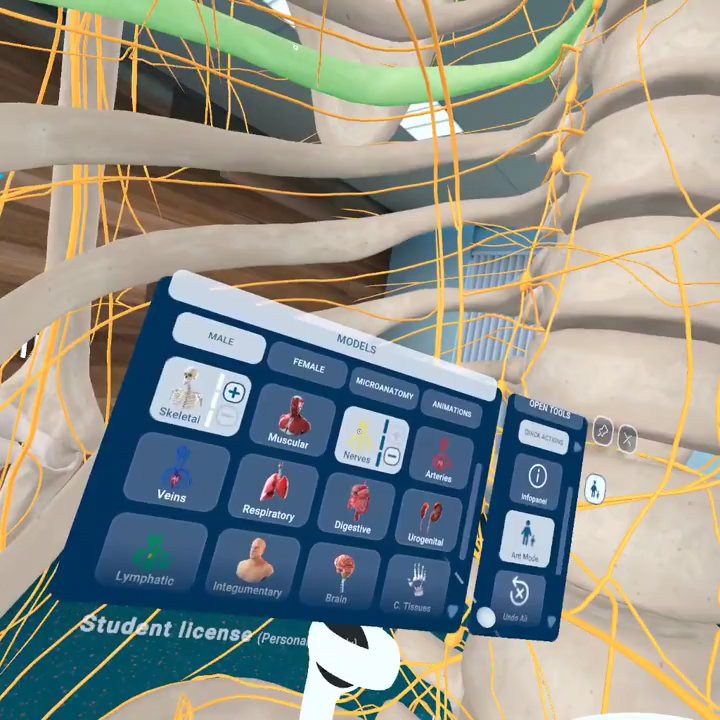 MODELS
MALE
FEMALE
MICROANATOMY
ANIMATIONS
Skeletal
Muscular
Nerves
Arteries
Veins
Respiratory
Digestive
Urogenital
Lymphatic
Integumentary
Brain
C. Tissues
OPEN TOOLS
QUICK ACTIONS
Infopanel
Ant Mode
Undo All
Student license (Persona